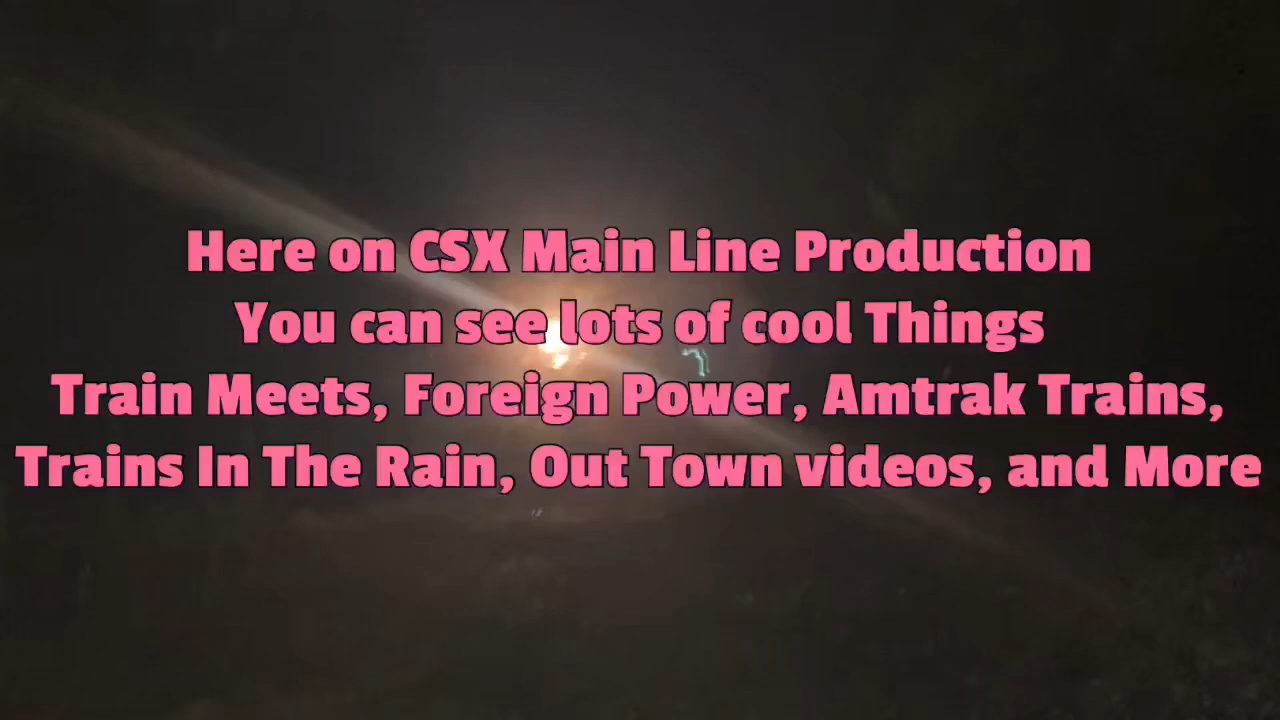 Here on CSX Main Line Production
You can see lots of cool Things
Train Meets, Foreign Power, Amtrak Trains,
Trains In The Rain, Out Town videos, and More